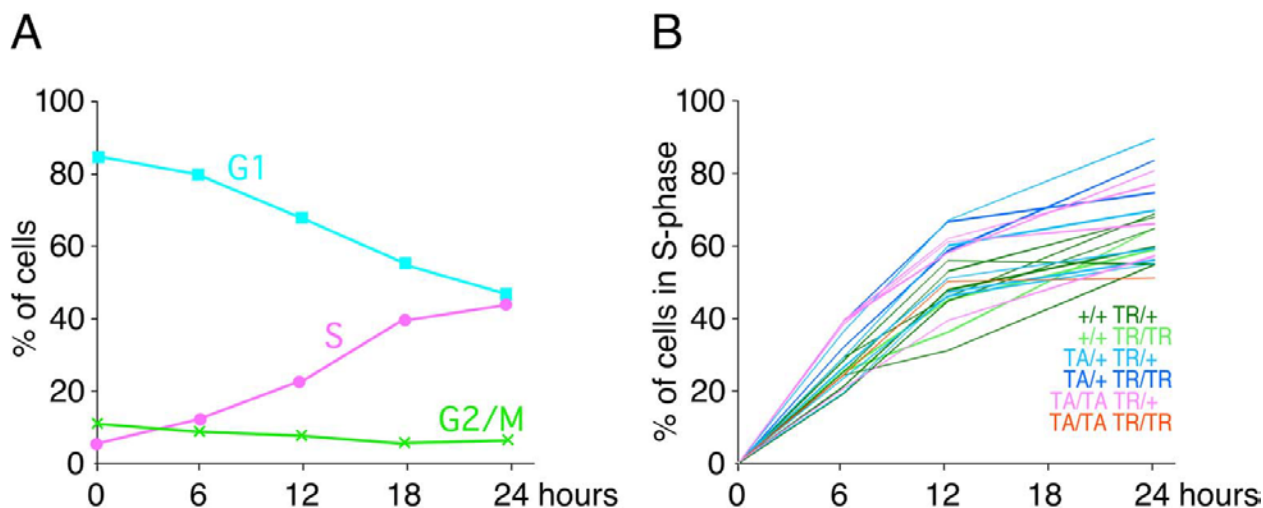 A
B
% of cells
100
80
60
40
20
0
G1
S
G2/M
0 6 12 18 24 hours
% of cells in S-phase
100
80
60
40
20
0
+/+ TR/+
+/+ TR/TR
TA/+ TR/+
TA/+ TR/TR
TA/TA TR/+
TA/TA TR/TR
0 6 12 18 24 hours